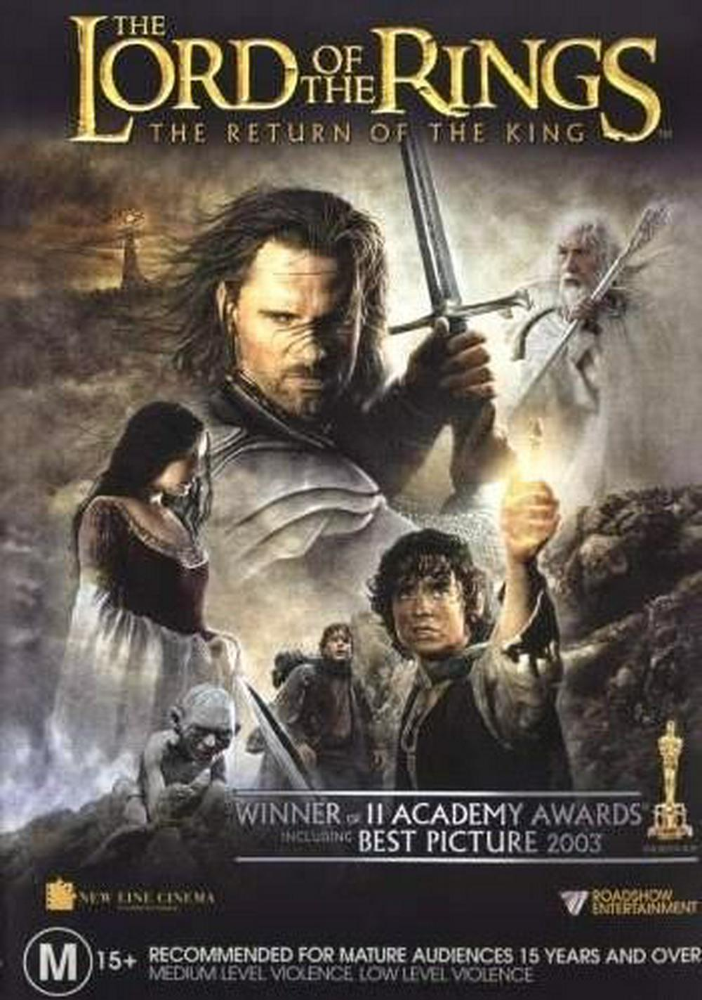 THE
LORD OF THE RINGS
THE RETURN OF THE KING
TM
WINNER OF 11 ACADEMY AWARDS
INCLUDING BEST PICTURE 2003
NEW LINE CINEMA
ROADSHOW
ENTERTAINMENT
M 15+ RECOMMENDED FOR MATURE AUDIENCES 15 YEARS AND OVER
MEDIUM LEVEL VIOLENCE, LOW LEVEL VIOLENCE